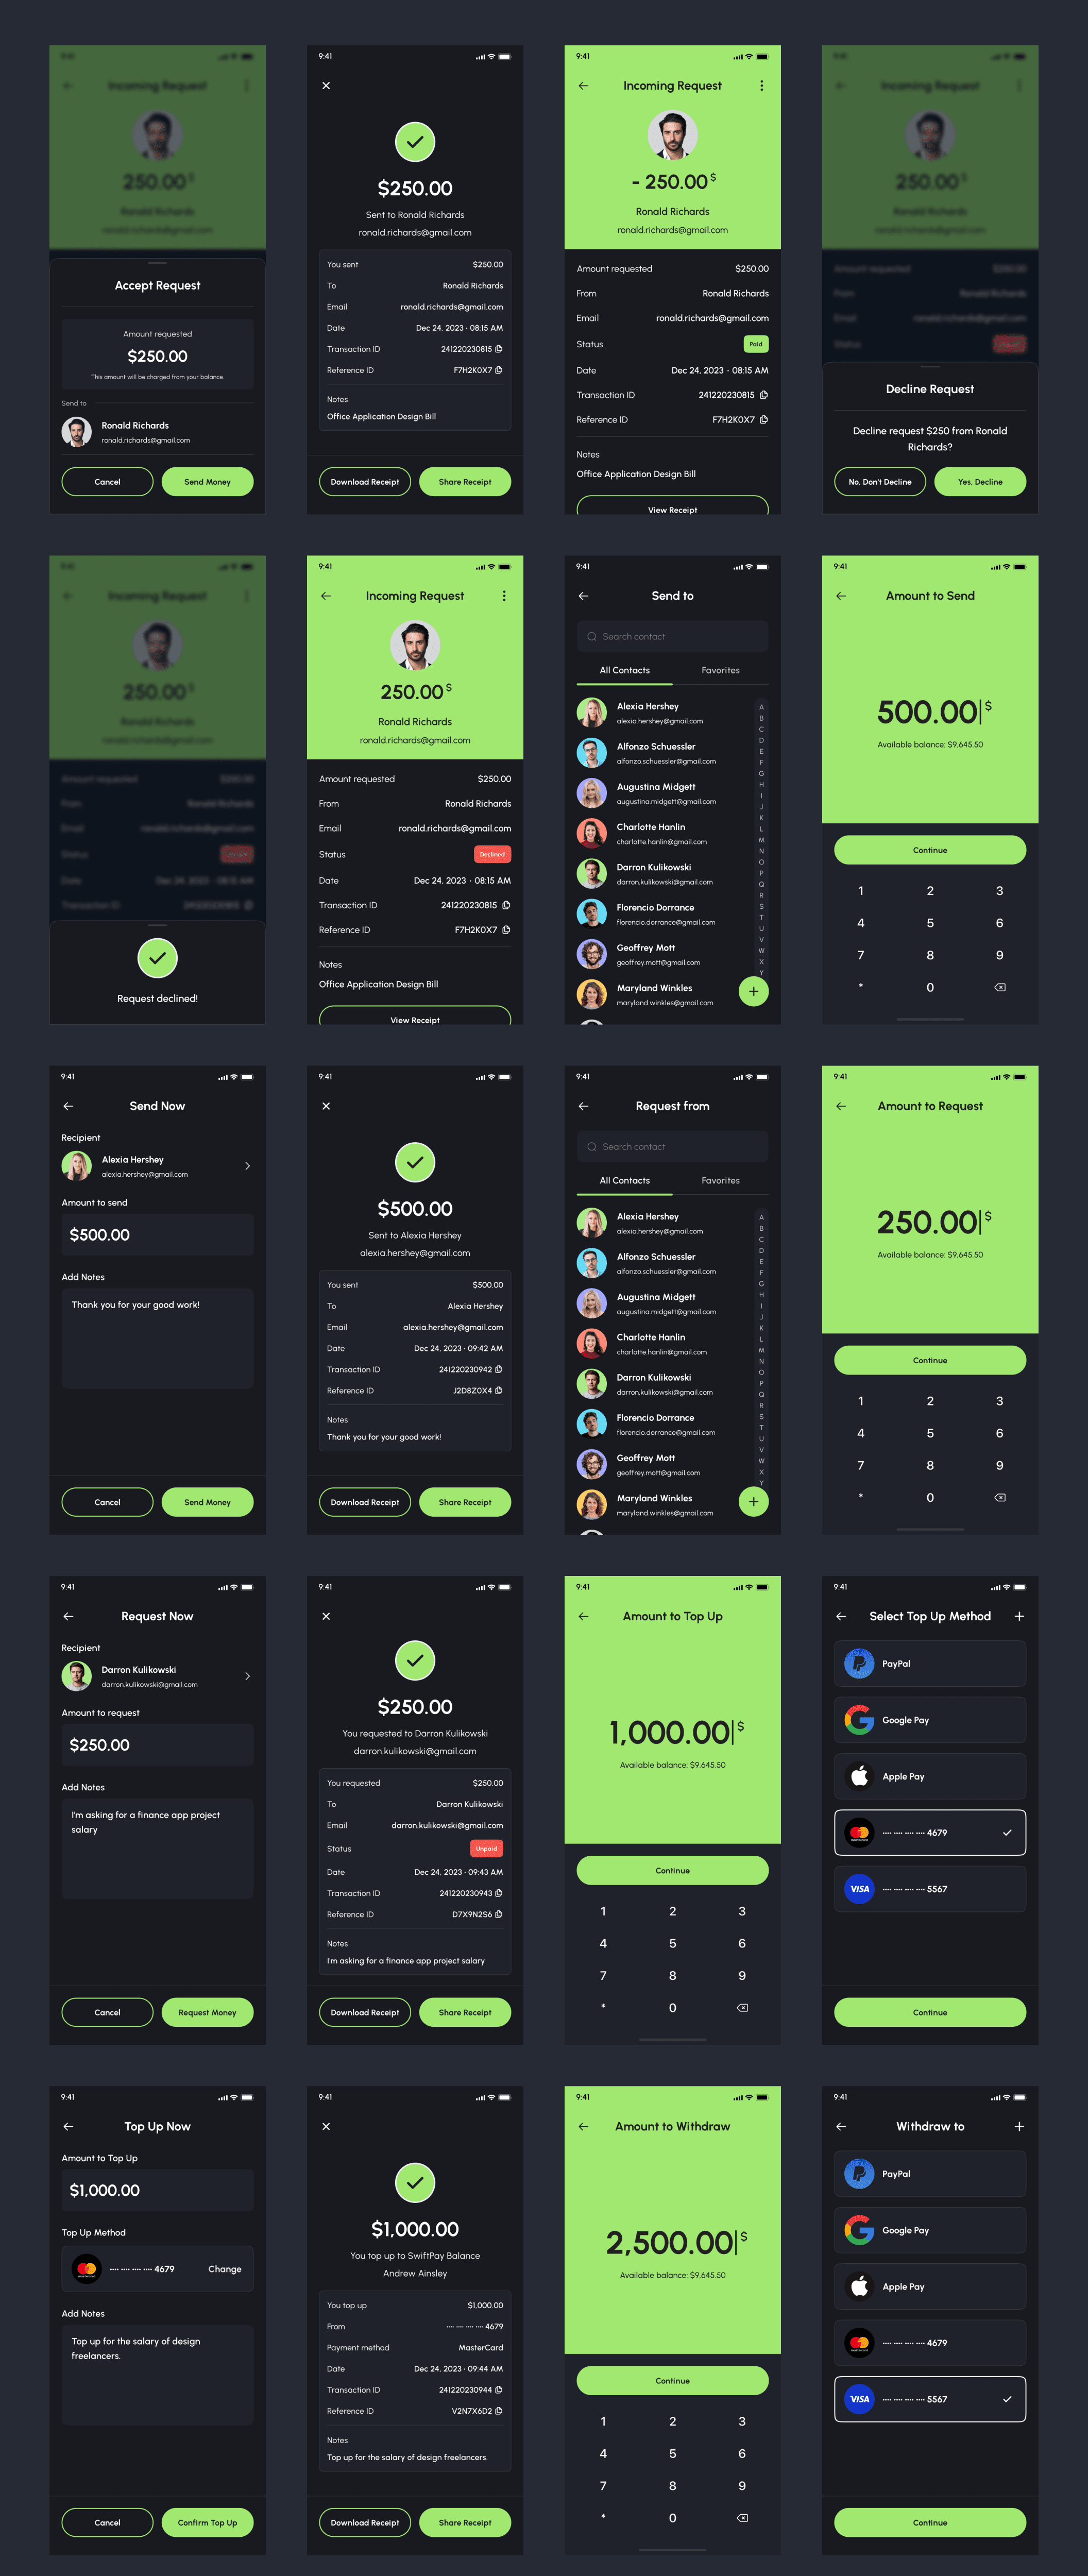 9:41
Incoming Request
250.00 $
Ronald Richards
ronald.richards@gmail.com
Accept Request
Amount requested
$250.00
This amount will be charged from your balance.
Send to
Ronald Richards
ronald.richards@gmail.com
Cancel
Send Money
9:41
$250.00
Sent to Ronald Richards
ronald.richards@gmail.com
You sent $250.00
To Ronald Richards
Email ronald.richards@gmail.com
Date Dec 24, 2023 · 08:15 AM
Transaction ID 241220230815
Reference ID F7H2K0X7
Notes
Office Application Design Bill
Download Receipt
Share Receipt
9:41
Incoming Request
- 250.00 $
Ronald Richards
ronald.richards@gmail.com
Amount requested $250.00
From Ronald Richards
Email ronald.richards@gmail.com
Status Paid
Date Dec 24, 2023 · 08:15 AM
Transaction ID 241220230815
Reference ID F7H2K0X7
Notes
Office Application Design Bill
View Receipt
9:41
Incoming Request
250.00 $
Ronald Richards
ronald.richards@gmail.com
Amount requested $250.00
From Ronald Richards
Email ronald.richards@gmail.com
Status
Decline Request
Decline request $250 from Ronald
Richards?
No, Don't Decline
Yes, Decline
9:41
Incoming Request
250.00 $
Ronald Richards
ronald.richards@gmail.com
Amount requested $250.00
From Ronald Richards
Email ronald.richards@gmail.com
Status
Date Dec 24, 2023 · 08:15 AM
Transaction ID 241220230815
Request declined!
9:41
Incoming Request
250.00 $
Ronald Richards
ronald.richards@gmail.com
Amount requested $250.00
From Ronald Richards
Email ronald.richards@gmail.com
Status Declined
Date Dec 24, 2023 · 08:15 AM
Transaction ID 241220230815
Reference ID F7H2K0X7
Notes
Office Application Design Bill
View Receipt
9:41
Send to
Search contact
All Contacts
Favorites
Alexia Hershey
alexia.hershey@gmail.com
Alfonzo Schuessler
alfonzo.schuessler@gmail.com
Augustina Midgett
augustina.midgett@gmail.com
Charlotte Hanlin
charlotte.hanlin@gmail.com
Darron Kulikowski
darron.kulikowski@gmail.com
Florencio Dorrance
florencio.dorrance@gmail.com
Geoffrey Mott
geoffrey.mott@gmail.com
Maryland Winkles
maryland.winkles@gmail.com
A
B
C
D
E
F
G
H
I
J
K
L
M
N
O
P
Q
R
S
T
U
V
W
X
Y
9:41
Amount to Send
500.00 $
Available balance: $9,645.50
Continue
1 2 3
4 5 6
7 8 9
* 0
9:41
Send Now
Recipient
Alexia Hershey
alexia.hershey@gmail.com
Amount to send
$500.00
Add Notes
Thank you for your good work!
Cancel
Send Money
9:41
$500.00
Sent to Alexia Hershey
alexia.hershey@gmail.com
You sent $500.00
To Alexia Hershey
Email alexia.hershey@gmail.com
Date Dec 24, 2023 · 09:42 AM
Transaction ID 241220230942
Reference ID J2D8Z0X4
Notes
Thank you for your good work!
Download Receipt
Share Receipt
9:41
Request from
Search contact
All Contacts
Favorites
Alexia Hershey
alexia.hershey@gmail.com
Alfonzo Schuessler
alfonzo.schuessler@gmail.com
Augustina Midgett
augustina.midgett@gmail.com
Charlotte Hanlin
charlotte.hanlin@gmail.com
Darron Kulikowski
darron.kulikowski@gmail.com
Florencio Dorrance
florencio.dorrance@gmail.com
Geoffrey Mott
geoffrey.mott@gmail.com
Maryland Winkles
maryland.winkles@gmail.com
A
B
C
D
E
F
G
H
I
J
K
L
M
N
O
P
Q
R
S
T
U
V
W
X
Y
9:41
Amount to Request
250.00 $
Available balance: $9,645.50
Continue
1 2 3
4 5 6
7 8 9
* 0
9:41
Request Now
Recipient
Darron Kulikowski
darron.kulikowski@gmail.com
Amount to request
$250.00
Add Notes
I'm asking for a finance app project
salary
Cancel
Request Money
9:41
$250.00
You requested to Darron Kulikowski
darron.kulikowski@gmail.com
You requested $250.00
To Darron Kulikowski
Email darron.kulikowski@gmail.com
Status Unpaid
Date Dec 24, 2023 · 09:43 AM
Transaction ID 241220230943
Reference ID D7X9N2S6
Notes
I'm asking for a finance app project salary
Download Receipt
Share Receipt
9:41
Amount to Top Up
1,000.00 $
Available balance: $9,645.50
Continue
1 2 3
4 5 6
7 8 9
* 0
9:41
Select Top Up Method
PayPal
Google Pay
Apple Pay
mastercard
···· ···· ···· ···· 4679
VISA
···· ···· ···· ···· 5567
Continue
9:41
Top Up Now
Amount to Top Up
$1,000.00
Top Up Method
mastercard
···· ···· ···· ···· 4679
Change
Add Notes
Top up for the salary of design
freelancers.
Cancel
Confirm Top Up
9:41
$1,000.00
You top up to SwiftPay Balance
Andrew Ainsley
You top up $1,000.00
From ···· ···· ···· ···· 4679
Payment method MasterCard
Date Dec 24, 2023 · 09:44 AM
Transaction ID 241220230944
Reference ID V2N7X6D2
Notes
Top up for the salary of design freelancers.
Download Receipt
Share Receipt
9:41
Amount to Withdraw
2,500.00 $
Available balance: $9,645.50
Continue
1 2 3
4 5 6
7 8 9
* 0
9:41
Withdraw to
PayPal
Google Pay
Apple Pay
mastercard
···· ···· ···· ···· 4679
VISA
···· ···· ···· ···· 5567
Continue